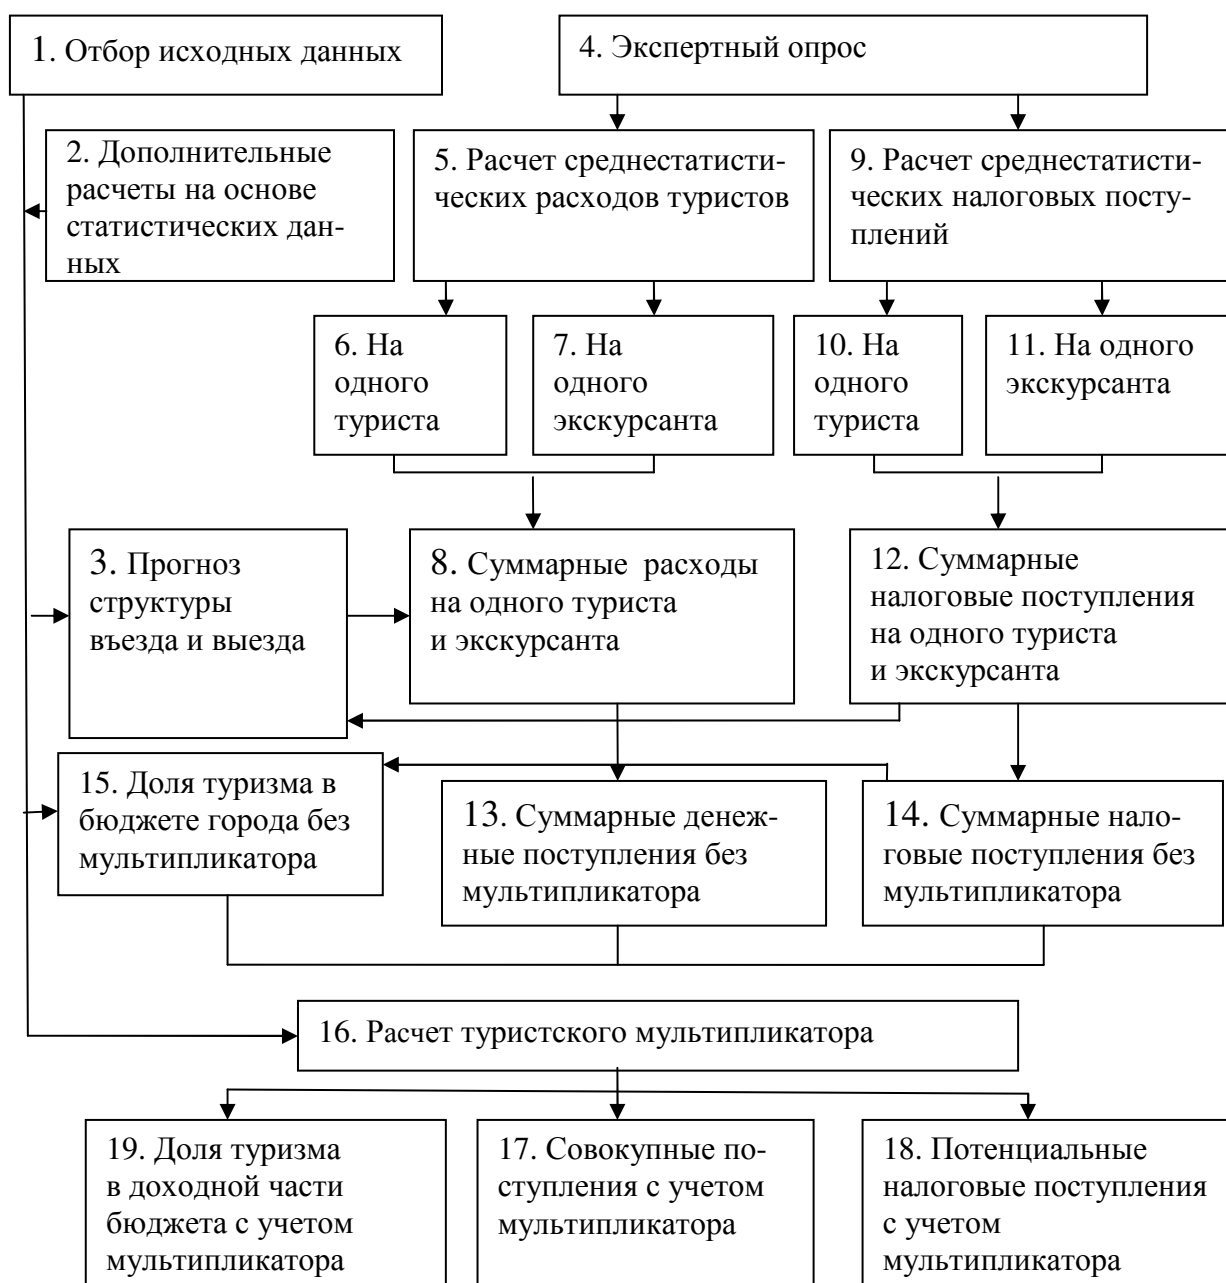 1. Отбор исходных данных
4. Экспертный опрос
2. Дополнительные
расчеты на основе
статистических дан-
ных
5. Расчет среднестатисти-
ческих расходов туристов
9. Расчет среднестатисти-
ческих налоговых посту-
плений
6. На
одного
туриста
7. На
одного
экскурсанта
10. На
одного
туриста
11. На одного
экскурсанта
3. Прогноз
структуры
въезда и выезда
8. Суммарные расходы
на одного туриста
и экскурсанта
12. Суммарные
налоговые поступления
на одного туриста
и экскурсанта
15. Доля туризма в
бюджете города без
мультипликатора
13. Суммарные денеж-
ные поступления без
мультипликатора
14. Суммарные нало-
говые поступления без
мультипликатора
16. Расчет туристского мультипликатора
19. Доля туризма
в доходной части
бюджета с учетом
мультипликатора
17. Совокупные по-
ступления с учетом
мультипликатора
18. Потенциальные
налоговые поступления
с учетом
мультипликатора